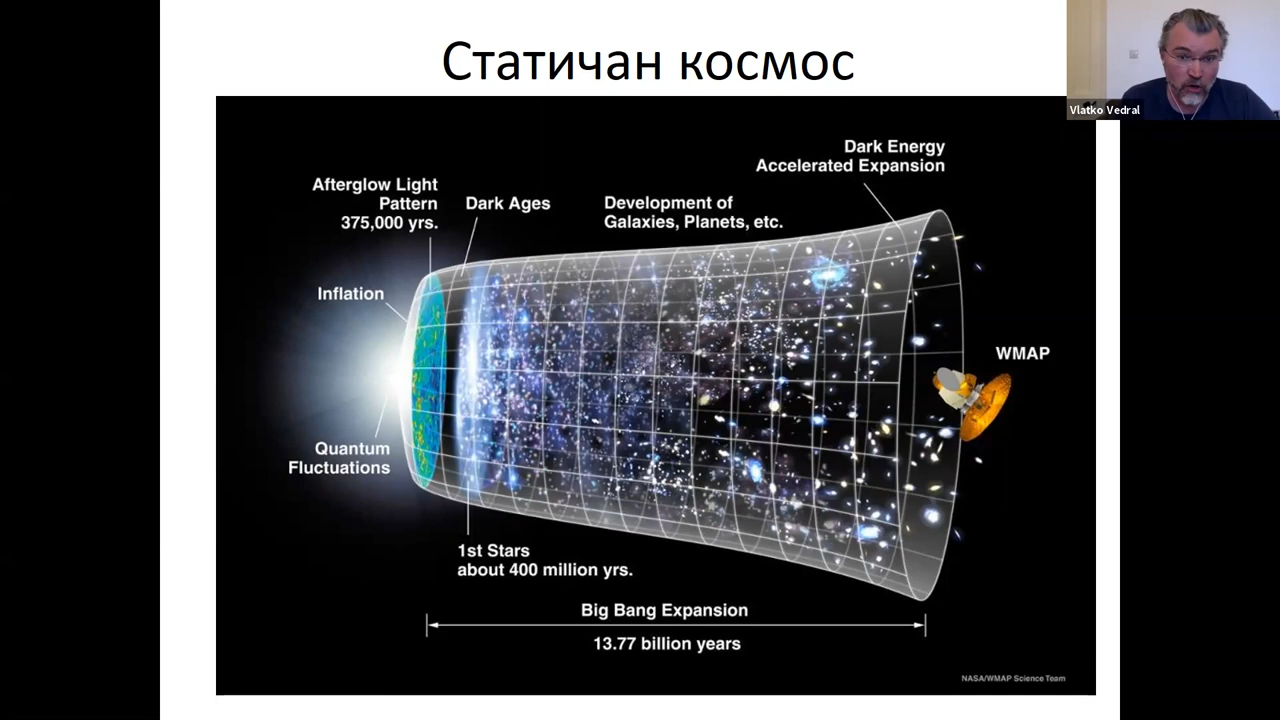 Статичан космос
Vlatko Vedral
Dark Energy
Accelerated Expansion
Afterglow Light
Pattern
375,000 yrs.
Dark Ages
Development of
Galaxies, Planets, etc.
Inflation
WMAP
Quantum
Fluctuations
1st Stars
about 400 million yrs.
Big Bang Expansion
13.77 billion years
NASA/WMAP Science Team